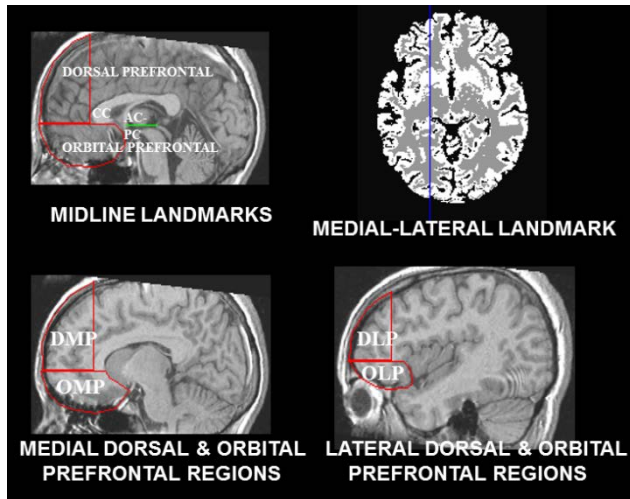 DORSAL PREFRONTAL
CC
AC-
PC
ORBITAL PREFRONTAL
MIDLINE LANDMARKS
MEDIAL-LATERAL LANDMARK
DMP
OMP
MEDIAL DORSAL & ORBITAL
PREFRONTAL REGIONS
DLP
OLP
LATERAL DORSAL & ORBITAL
PREFRONTAL REGIONS